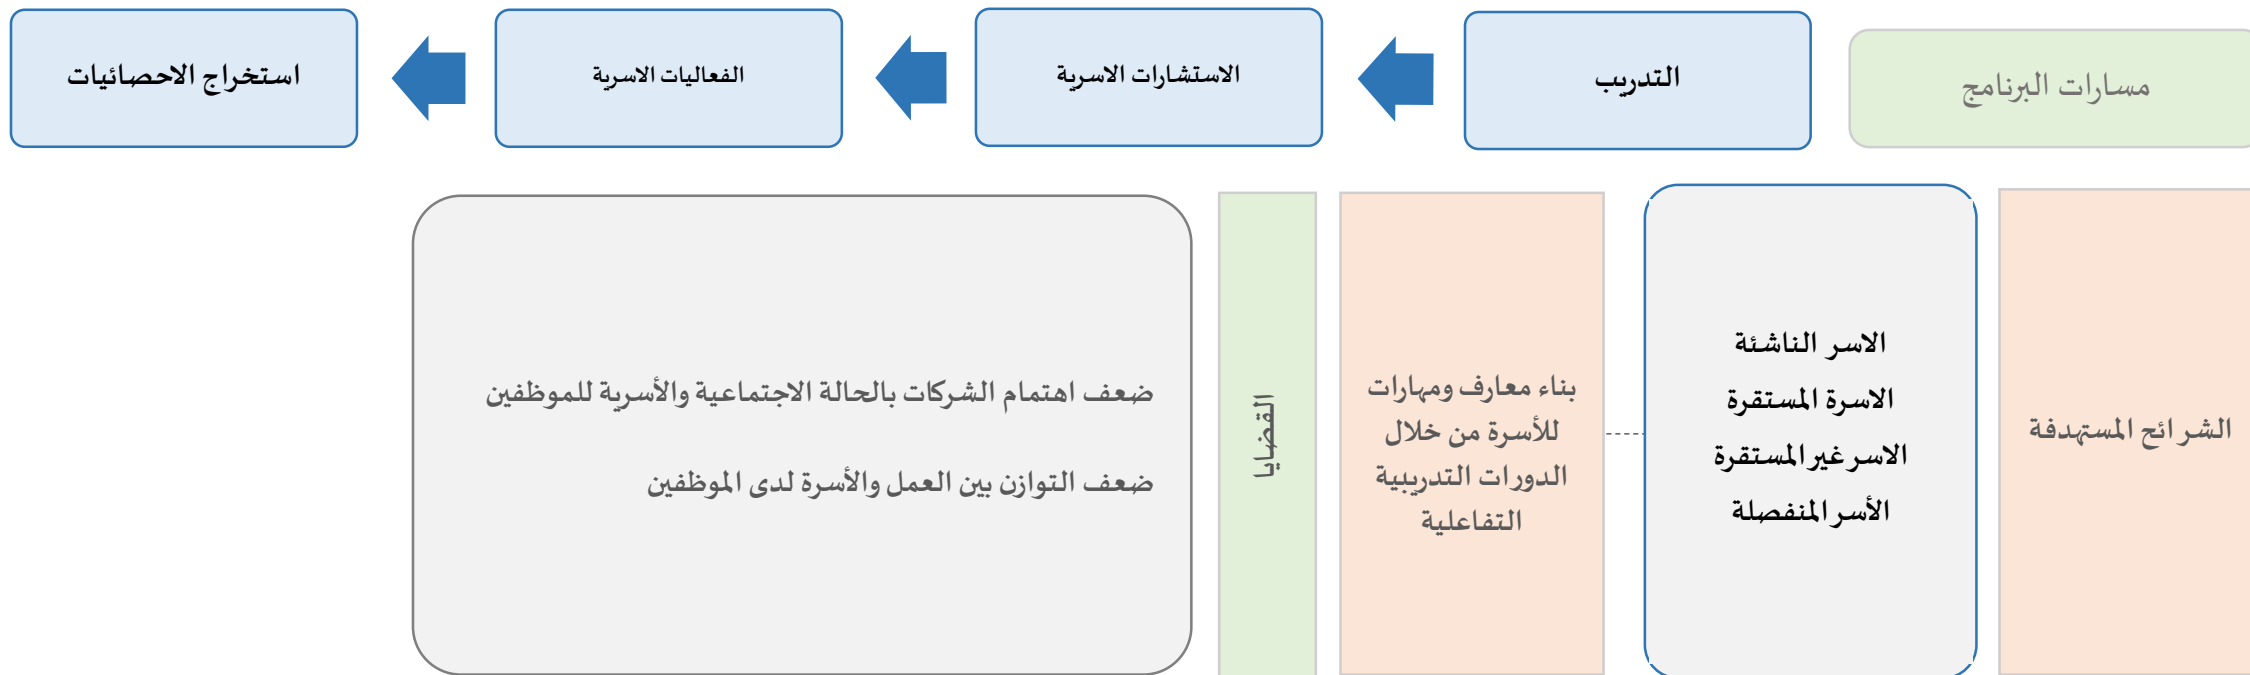 مسارات البرنامج
التدريب
الاستشارات الاسرية
الفعاليات الاسرية
استخراج الاحصائيات
الشرائح المستهدفة
الاسر الناشئة
الاسرة المستقرة
الاسر غير المستقرة
الأسر المنفصلة
بناء معارف ومهارات
للأسرة من خلال
الدورات التدريبية
التفاعلية
القضايا
ضعف اهتمام الشركات بالحالة الاجتماعية والأسرية للموظفين
ضعف التوازن بين العمل والأسرة لدى الموظفين